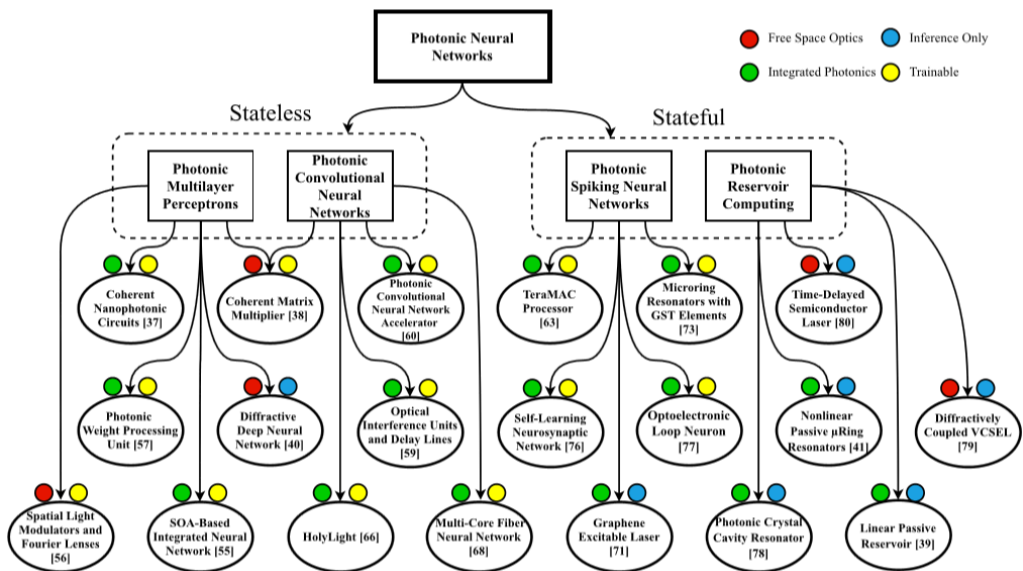 Photonic Neural
Networks
Free Space Optics
Inference Only
Integrated Photonics
Trainable
Stateless
Stateful
Photonic
Multilayer
Perceptrons
Photonic
Convolutional
Neural
Networks
Photonic
Spiking Neural
Networks
Photonic
Reservoir
Computing
Coherent
Nanophotonic
Circuits [37]
Coherent Matrix
Multiplier [38]
Photonic
Convolutional
Neural Network
Accelerator
[60]
TeraMAC
Processor
[63]
Microring
Resonators with
GST Elements
[73]
Time-Delayed
Semiconductor
Laser [80]
Photonic
Weight Processing
Unit [57]
Diffractive
Deep Neural
Network [40]
Optical
Interference Units
and Delay Lines
[59]
Self-Learning
Neurosynaptic
Network [76]
Optoelectronic
Loop Neuron
[77]
Nonlinear
Passive µRing
Resonators [41]
Diffractively
Coupled VCSEL
[79]
Spatial Light
Modulators and
Fourier Lenses
[56]
SOA-Based
Integrated Neural
Network [55]
HolyLight [66]
Multi-Core Fiber
Neural Network
[68]
Graphene
Excitable Laser
[71]
Photonic Crystal
Cavity Resonator
[78]
Linear Passive
Reservoir [39]